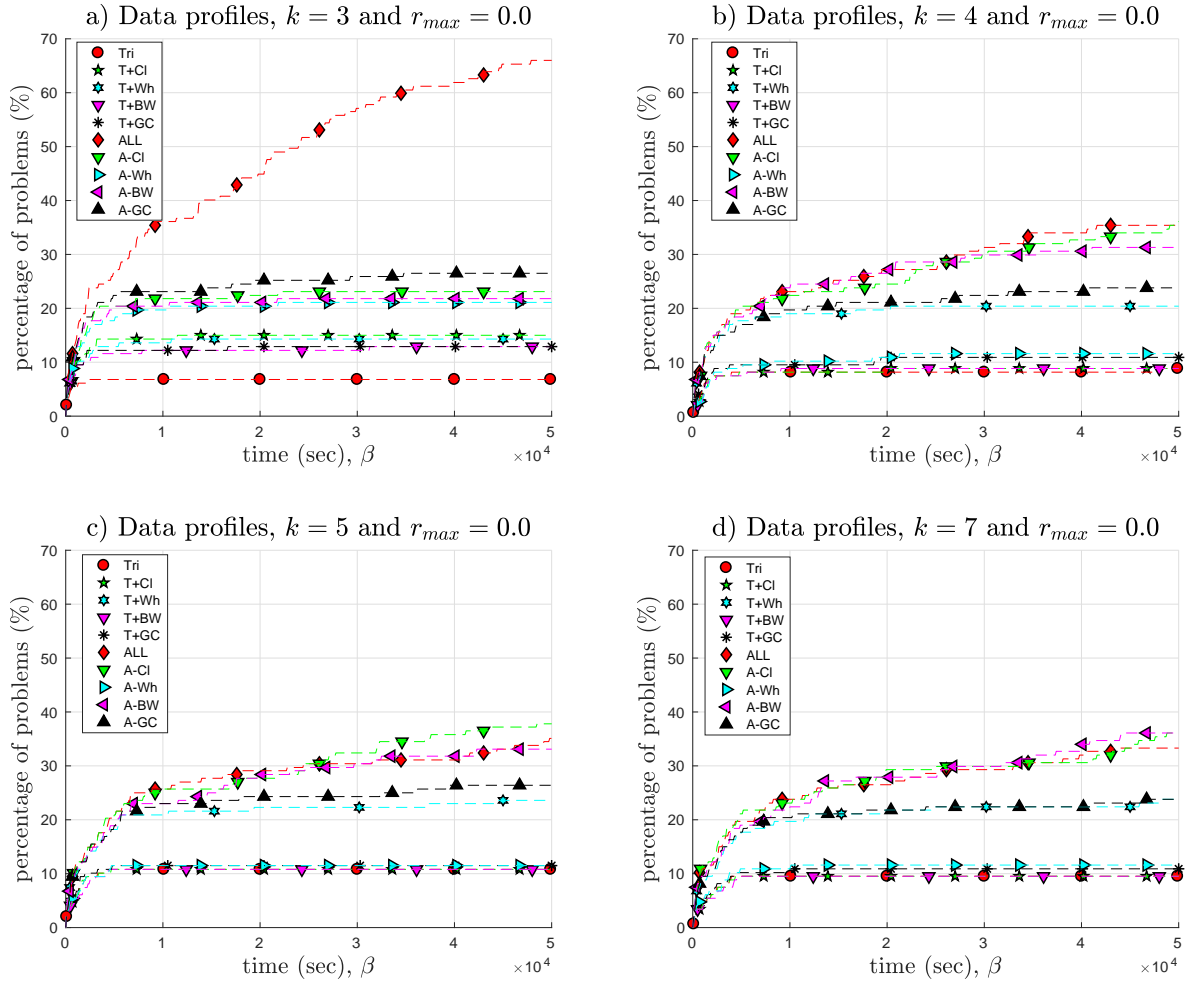 a) Data profiles, k = 3 and r_max = 0.0
percentage of problems (%)
70
60
50
40
30
20
10
0
Tri
T+Cl
T+Wh
T+BW
T+GC
ALL
A-Cl
A-Wh
A-BW
A-GC
0 1 2 3 4 5
×10^4
time (sec), β
b) Data profiles, k = 4 and r_max = 0.0
percentage of problems (%)
70
60
50
40
30
20
10
0
Tri
T+Cl
T+Wh
T+BW
T+GC
ALL
A-Cl
A-Wh
A-BW
A-GC
0 1 2 3 4 5
×10^4
time (sec), β
c) Data profiles, k = 5 and r_max = 0.0
percentage of problems (%)
70
60
50
40
30
20
10
0
Tri
T+Cl
T+Wh
T+BW
T+GC
ALL
A-Cl
A-Wh
A-BW
A-GC
0 1 2 3 4 5
×10^4
time (sec), β
d) Data profiles, k = 7 and r_max = 0.0
percentage of problems (%)
70
60
50
40
30
20
10
0
Tri
T+Cl
T+Wh
T+BW
T+GC
ALL
A-Cl
A-Wh
A-BW
A-GC
0 1 2 3 4 5
×10^4
time (sec), β